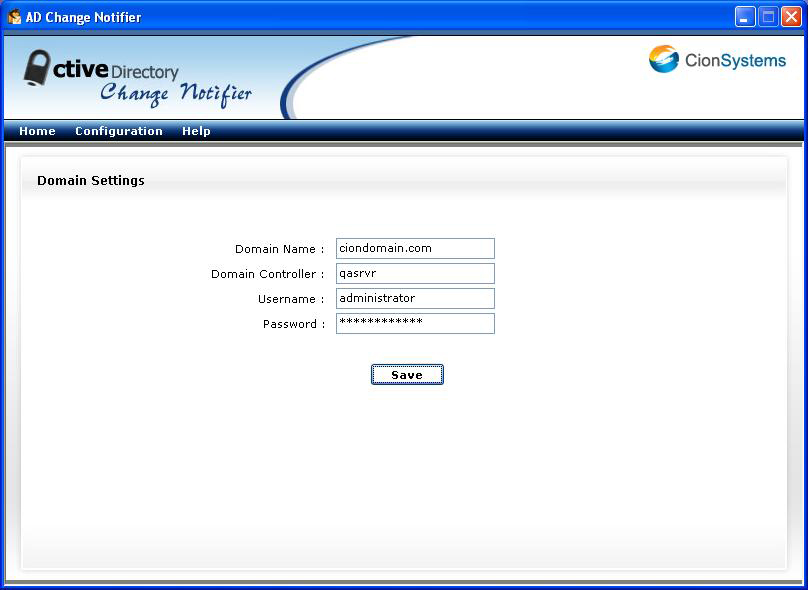 AD Change Notifier
ctive Directory
Change Notifier
CionSystems
Home Configuration Help
Domain Settings
Domain Name : ciondomain.com
Domain Controller : qasrvr
Username : administrator
Password : ************
Save